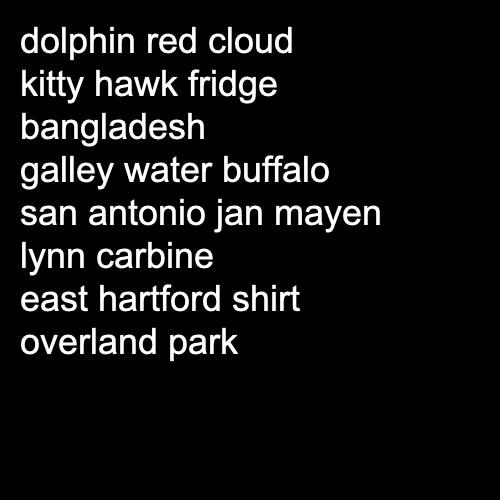 dolphin red cloud
kitty hawk fridge
bangladesh
galley water buffalo
san antonio jan mayen
lynn carbine
east hartford shirt
overland park